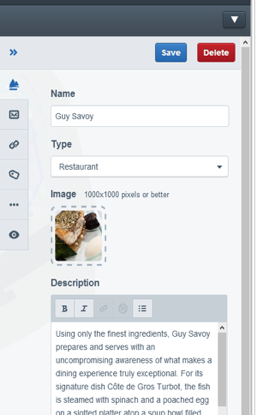 Save Delete
Name
Guy Savoy
Type
Restaurant
Image 1000x1000 pixels or better
Description
B I
Using only the finest ingredients, Guy Savoy
prepares and serves with an
uncompromising awareness of what makes a
dining experience truly exceptional. For its
signature dish Côte de Gros Turbot, the fish
is steamed with spinach and a poached egg
on a slotted platter atop a soup bowl filled